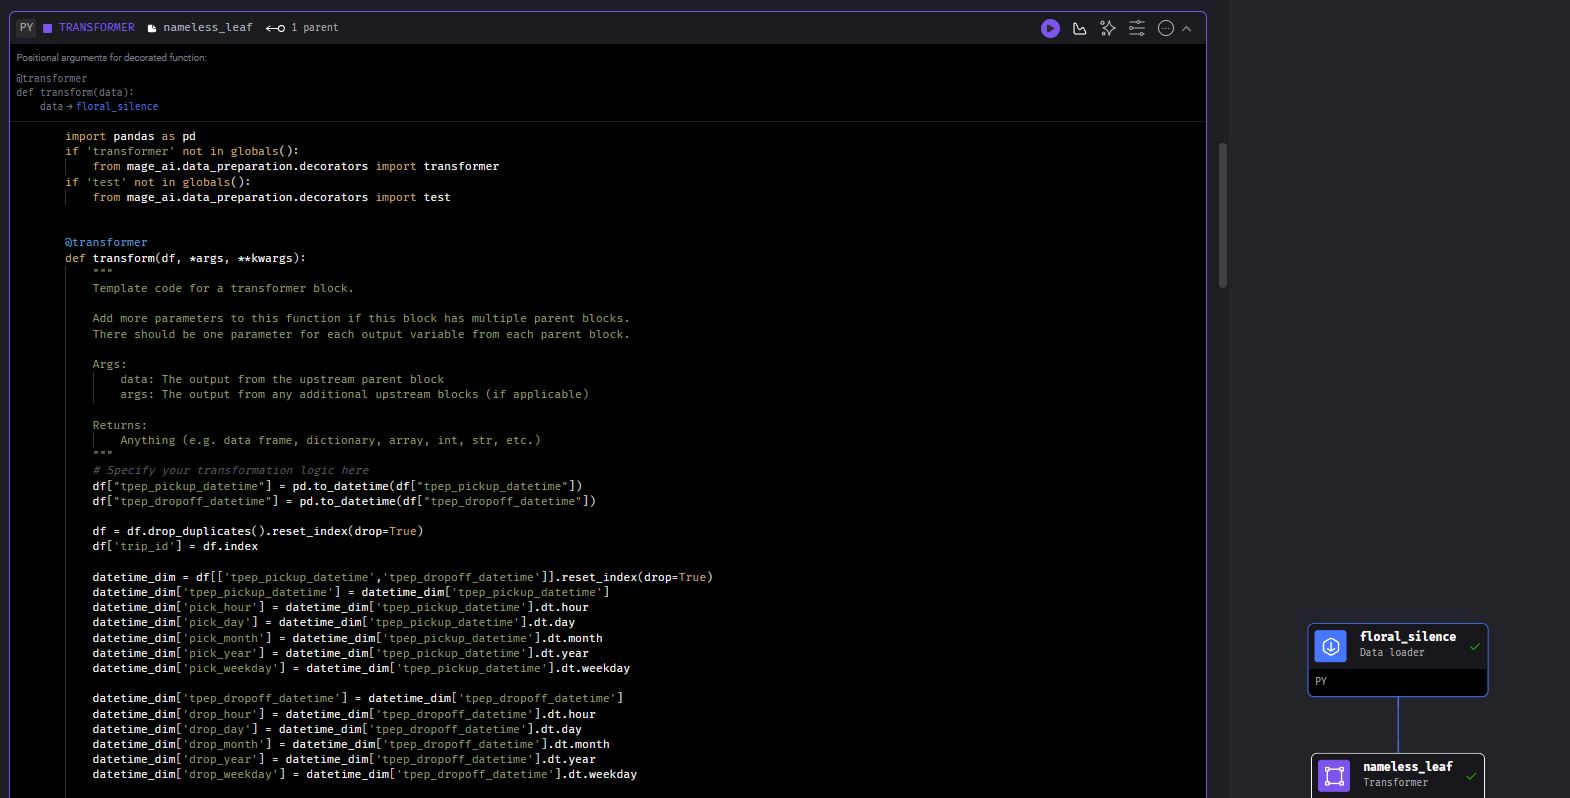 PY TRANSFORMER nameless_leaf 1 parent
Positional arguments for decorated function:
@transformer
def transform(data):
    data → floral_silence
import pandas as pd
if 'transformer' not in globals():
    from mage_ai.data_preparation.decorators import transformer
if 'test' not in globals():
    from mage_ai.data_preparation.decorators import test
@transformer
def transform(df, *args, **kwargs):
    """
    Template code for a transformer block.
    Add more parameters to this function if this block has multiple parent blocks.
    There should be one parameter for each output variable from each parent block.
    Args:
        data: The output from the upstream parent block
        args: The output from any additional upstream blocks (if applicable)
    Returns:
        Anything (e.g. data frame, dictionary, array, int, str, etc.)
    """
    # Specify your transformation logic here
    df["tpep_pickup_datetime"] = pd.to_datetime(df["tpep_pickup_datetime"])
    df["tpep_dropoff_datetime"] = pd.to_datetime(df["tpep_dropoff_datetime"])
    df = df.drop_duplicates().reset_index(drop=True)
    df['trip_id'] = df.index
    datetime_dim = df[['tpep_pickup_datetime','tpep_dropoff_datetime']].reset_index(drop=True)
    datetime_dim['tpep_pickup_datetime'] = datetime_dim['tpep_pickup_datetime']
    datetime_dim['pick_hour'] = datetime_dim['tpep_pickup_datetime'].dt.hour
    datetime_dim['pick_day'] = datetime_dim['tpep_pickup_datetime'].dt.day
    datetime_dim['pick_month'] = datetime_dim['tpep_pickup_datetime'].dt.month
    datetime_dim['pick_year'] = datetime_dim['tpep_pickup_datetime'].dt.year
    datetime_dim['pick_weekday'] = datetime_dim['tpep_pickup_datetime'].dt.weekday
    datetime_dim['tpep_dropoff_datetime'] = datetime_dim['tpep_dropoff_datetime']
    datetime_dim['drop_hour'] = datetime_dim['tpep_dropoff_datetime'].dt.hour
    datetime_dim['drop_day'] = datetime_dim['tpep_dropoff_datetime'].dt.day
    datetime_dim['drop_month'] = datetime_dim['tpep_dropoff_datetime'].dt.month
    datetime_dim['drop_year'] = datetime_dim['tpep_dropoff_datetime'].dt.year
    datetime_dim['drop_weekday'] = datetime_dim['tpep_dropoff_datetime'].dt.weekday
floral_silence
Data loader
PY
nameless_leaf
Transformer